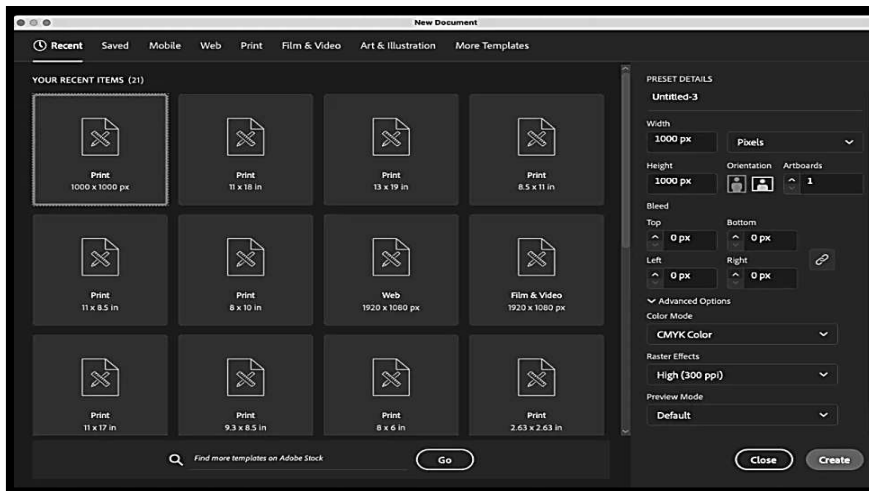 New Document
Recent Saved Mobile Web Print Film & Video Art & Illustration More Templates
YOUR RECENT ITEMS (21)
Print
1000 x 1000 px
Print
11 x 18 in
Print
13 x 19 in
Print
8.5 x 11 in
Print
11 x 8.5 in
Print
8 x 10 in
Web
1920 x 1080 px
Film & Video
1920 x 1080 px
Print
11 x 17 in
Print
9.3 x 8.5 in
Print
8 x 6 in
Print
2.63 x 2.63 in
Find more templates on Adobe Stock
Go
PRESET DETAILS
Untitled-3
Width
1000 px Pixels
Height Orientation Artboards
1000 px 1
Bleed
Top Bottom
0 px 0 px
Left Right
0 px 0 px
Advanced Options
Color Mode
CMYK Color
Raster Effects
High (300 ppi)
Preview Mode
Default
Close Create